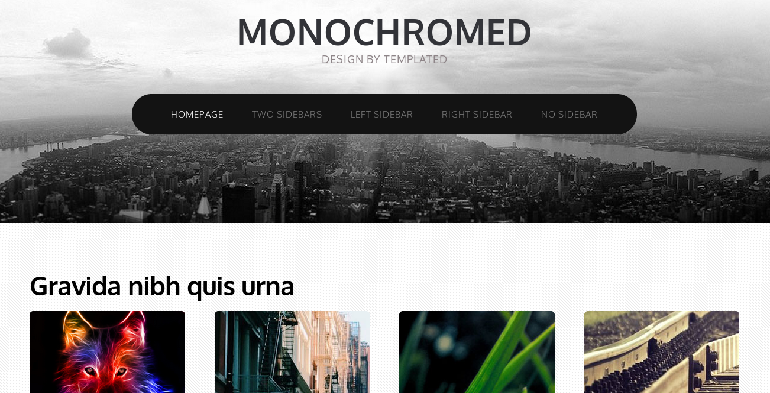 MONOCHROMED
DESIGN BY TEMPLATED
HOMEPAGE TWO SIDEBARS LEFT SIDEBAR RIGHT SIDEBAR NO SIDEBAR
Gravida nibh quis urna